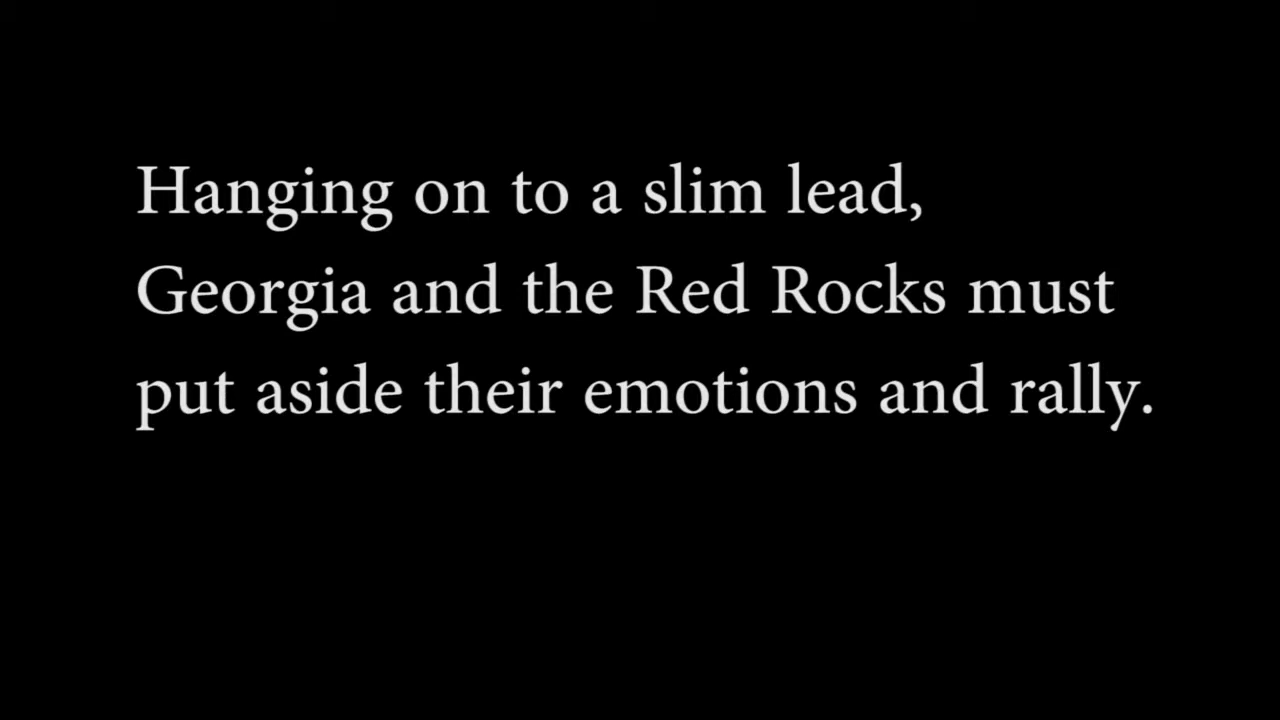 Hanging on to a slim lead,
Georgia and the Red Rocks must
put aside their emotions and rally.